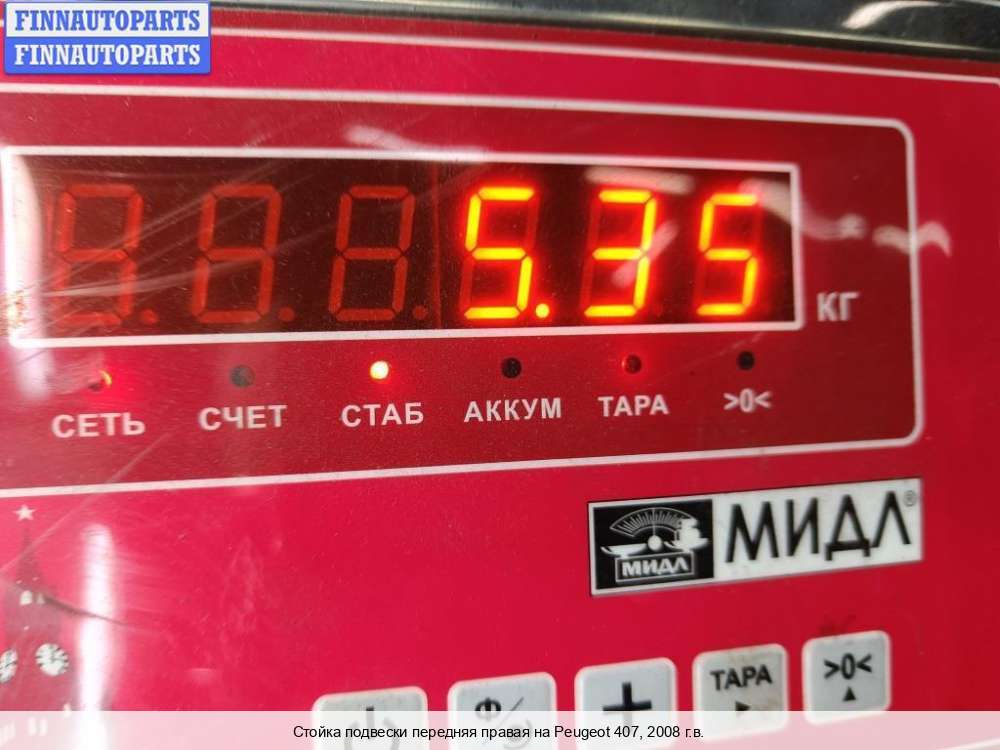 FINNAUTOPARTS
FINNAUTOPARTS
5.35
КГ
СЕТЬ СЧЕТ СТАБ АККУМ ТАРА >0<
МИДЛ®
МИДЛ
ТАРА >0<
Ф/
+
Стойка подвески передняя правая на Peugeot 407, 2008 г.в.